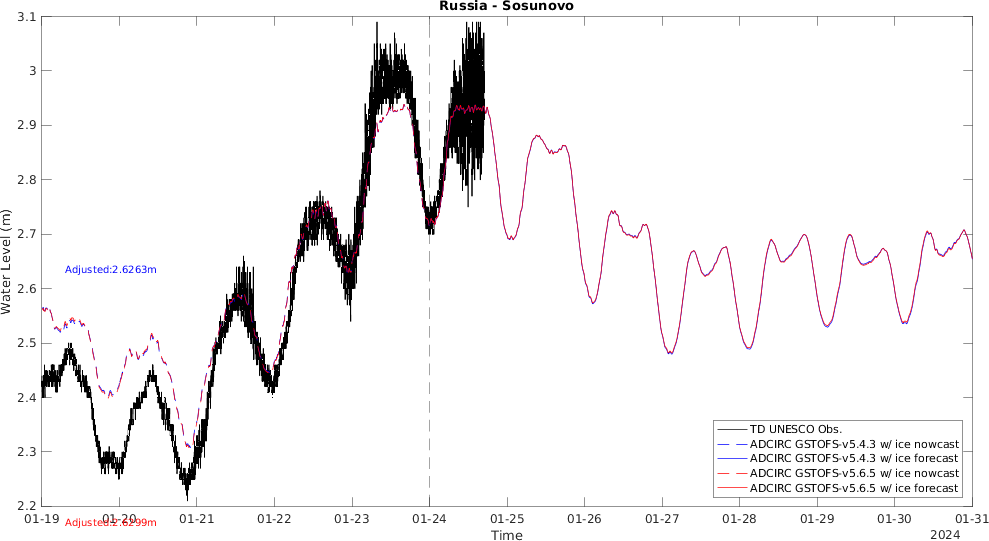 Russia - Sosunovo
3.1
3
2.9
2.8
2.7
2.6
2.5
2.4
2.3
2.2
Water Level (m)
Adjusted:2.6263m
Adjusted:2.6299m
TD UNESCO Obs.
ADCIRC GSTOFS-v5.4.3 w/ ice nowcast
ADCIRC GSTOFS-v5.4.3 w/ ice forecast
ADCIRC GSTOFS-v5.6.5 w/ ice nowcast
ADCIRC GSTOFS-v5.6.5 w/ ice forecast
01-19 01-20 01-21 01-22 01-23 01-24 01-25 01-26 01-27 01-28 01-29 01-30 01-31
Time
2024